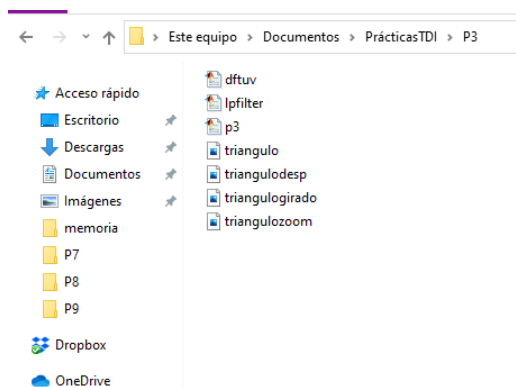 Este equipo > Documentos > PrácticasTDI > P3
Acceso rápido
Escritorio
Descargas
Documentos
Imágenes
memoria
P7
P8
P9
Dropbox
OneDrive
dftuv
lpfilter
p3
triangulo
triangulodesp
triangulogirado
triangulozoom